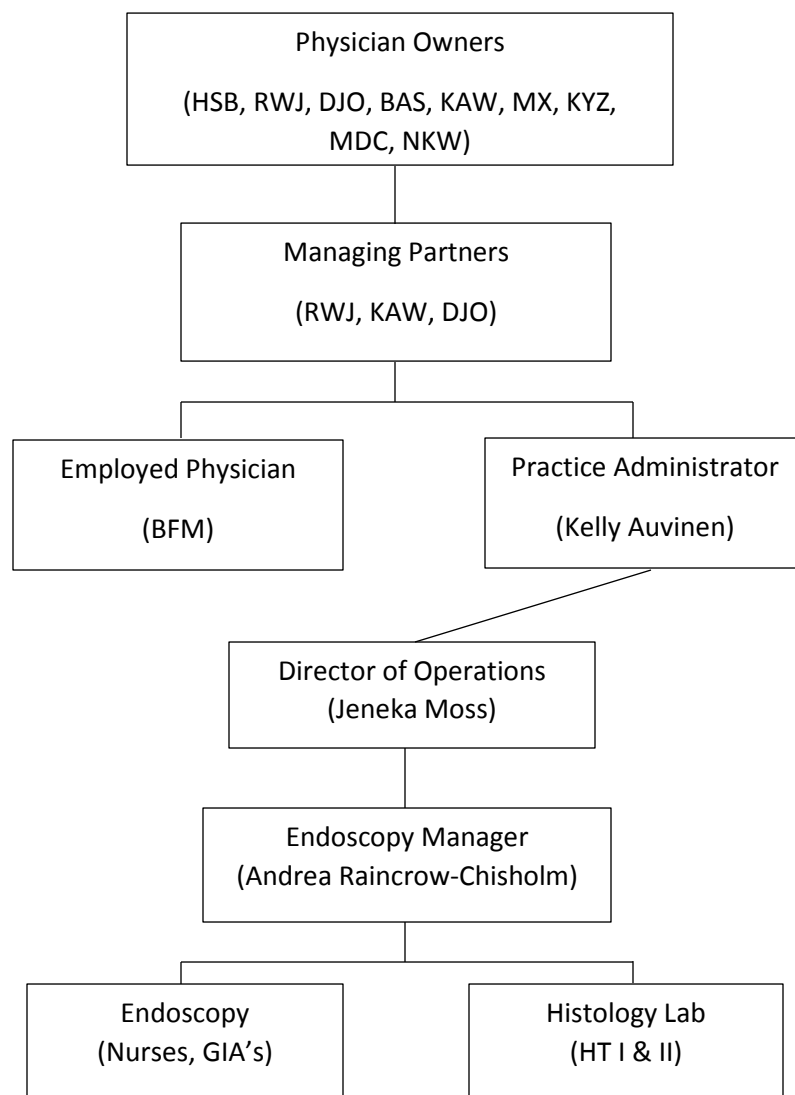 Physician Owners
(HSB, RWJ, DJO, BAS, KAW, MX, KYZ,
MDC, NKW)
Managing Partners
(RWJ, KAW, DJO)
Employed Physician
(BFM)
Practice Administrator
(Kelly Auvinen)
Director of Operations
(Jeneka Moss)
Endoscopy Manager
(Andrea Raincrow-Chisholm)
Endoscopy
(Nurses, GIA’s)
Histology Lab
(HT I & II)